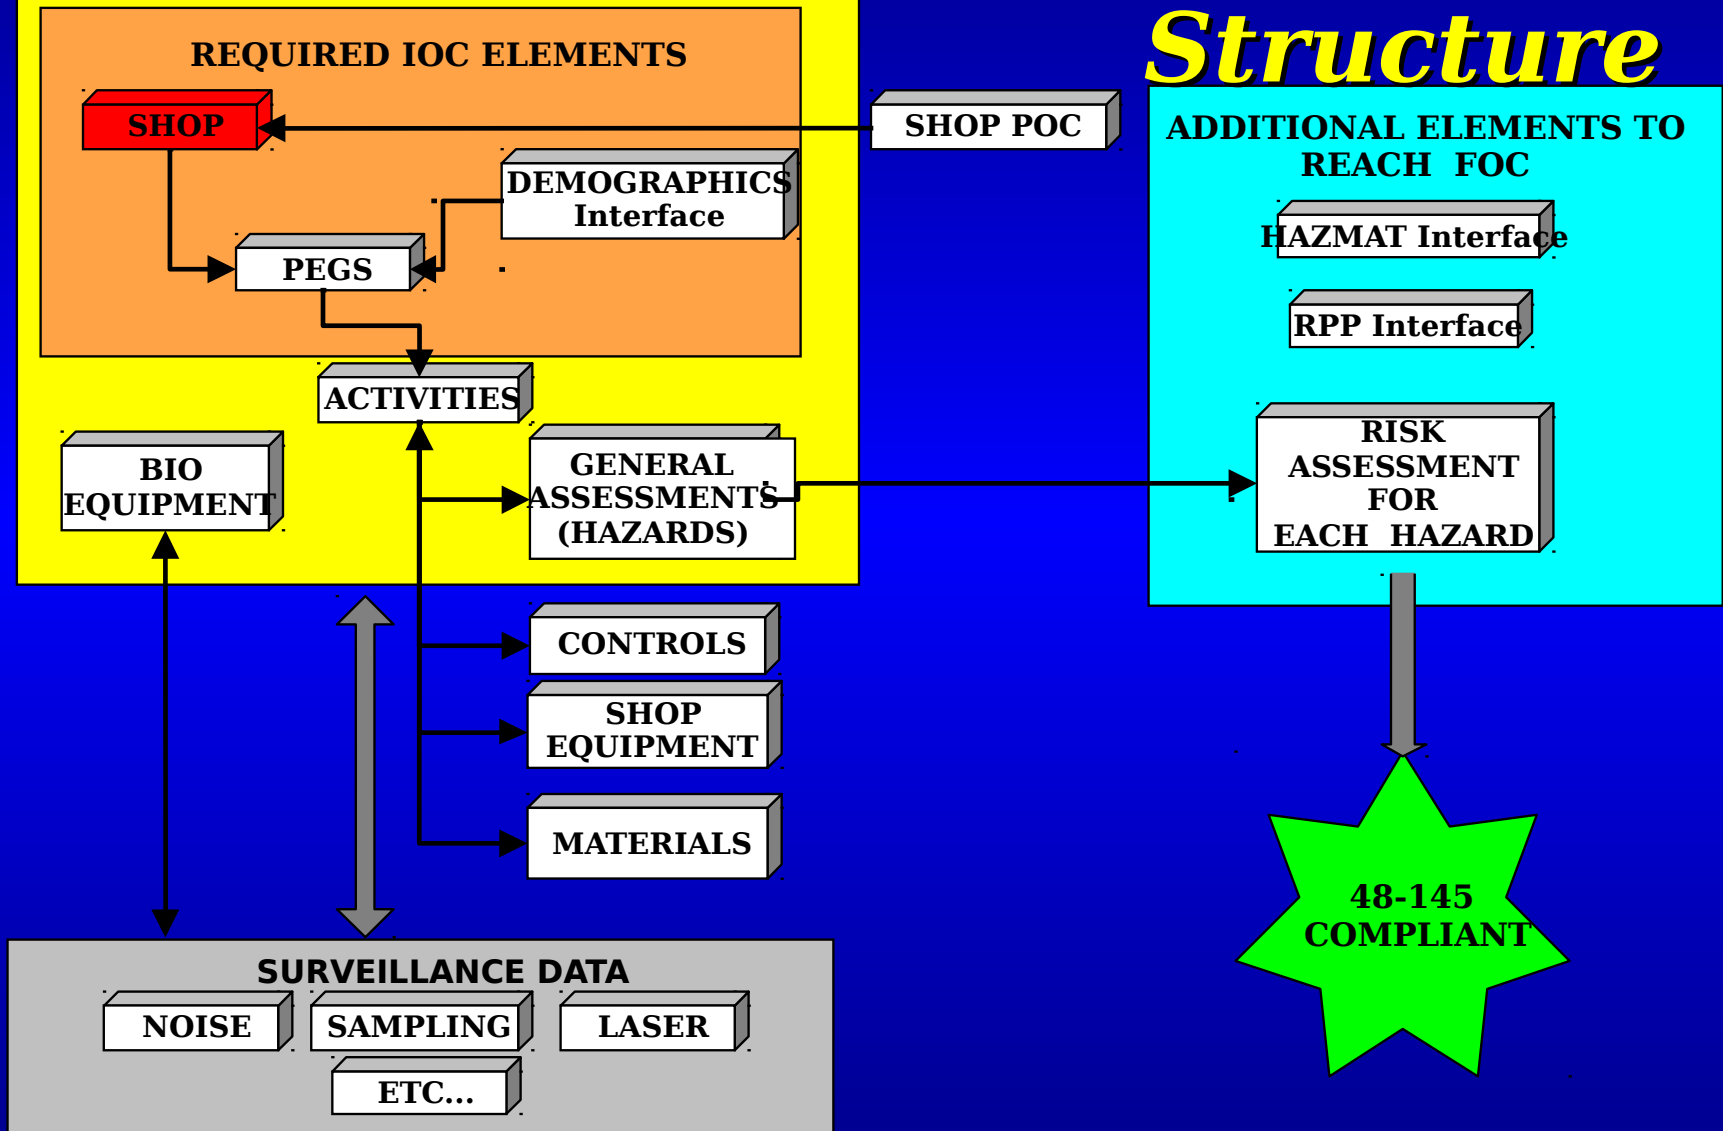 Structure
REQUIRED IOC ELEMENTS
SHOP
SHOP POC
DEMOGRAPHICS
Interface
PEGS
ACTIVITIES
BIO
EQUIPMENT
GENERAL
ASSESSMENTS
(HAZARDS)
CONTROLS
SHOP
EQUIPMENT
MATERIALS
ADDITIONAL ELEMENTS TO
REACH FOC
HAZMAT Interface
RPP Interface
RISK
ASSESSMENT
FOR
EACH HAZARD
48-145
COMPLIANT
SURVEILLANCE DATA
NOISE
SAMPLING
LASER
ETC...